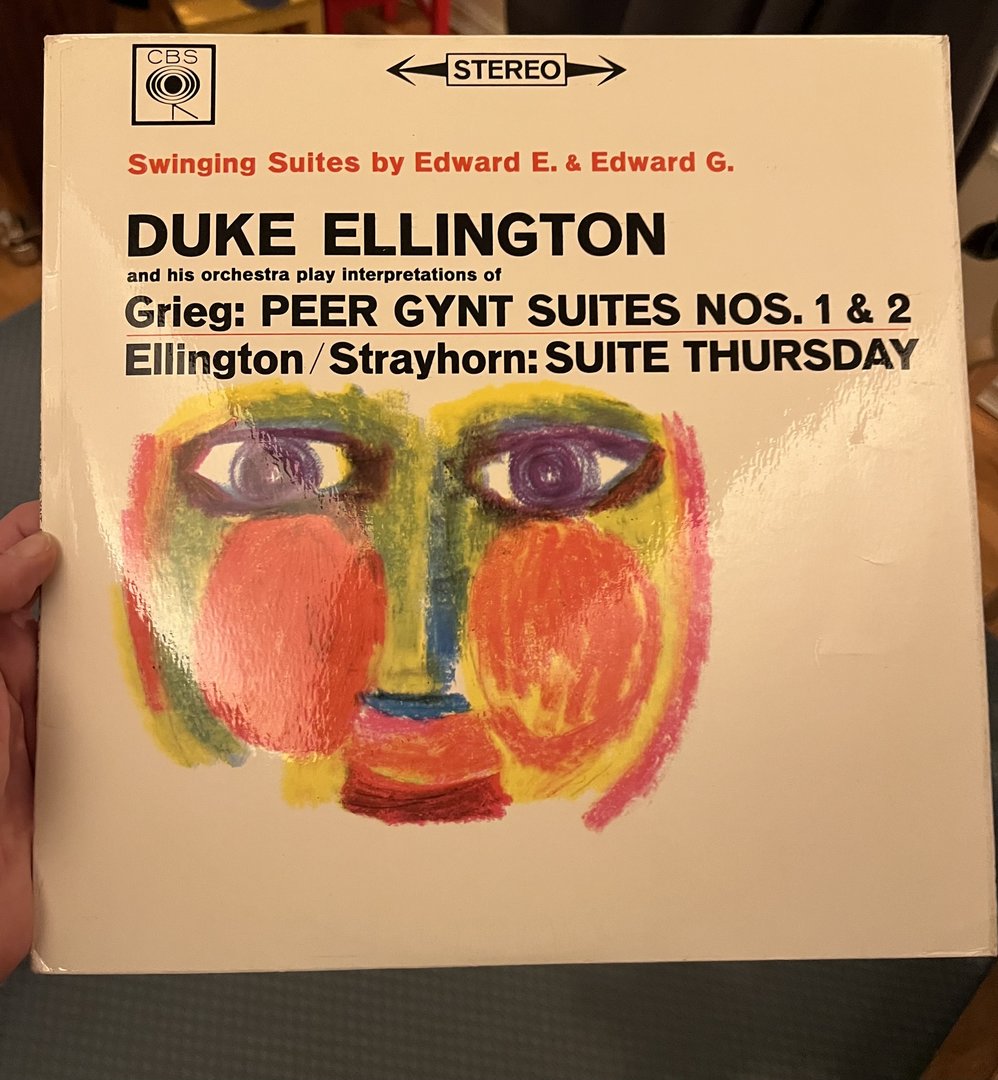 CBS
STEREO
Swinging Suites by Edward E. & Edward G.
DUKE ELLINGTON
and his orchestra play interpretations of
Grieg: PEER GYNT SUITES NOS. 1 & 2
Ellington/Strayhorn: SUITE THURSDAY